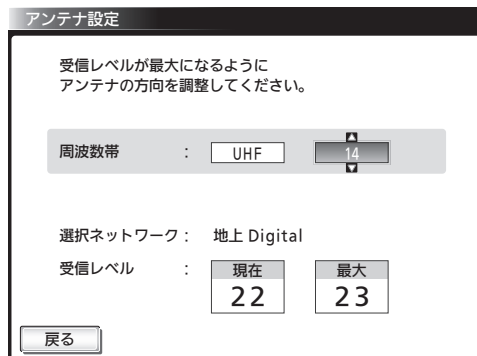 アンテナ設定
受信レベルが最大になるように
アンテナの方向を調整してください。
周波数帯 : UHF 14
選択ネットワーク : 地上 Digital
受信レベル : 現在 最大
22 23
戻る